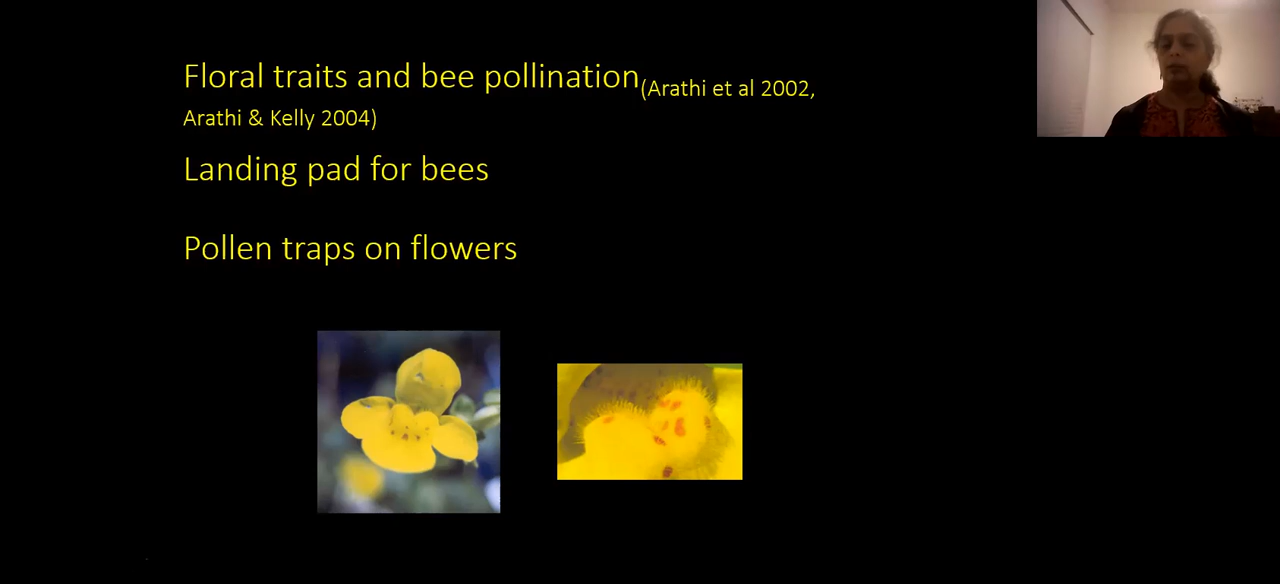 Floral traits and bee pollination(Arathi et al 2002,
Arathi & Kelly 2004)
Landing pad for bees
Pollen traps on flowers